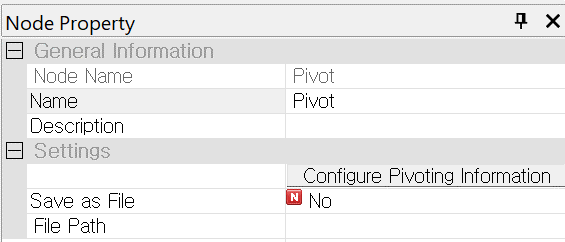 Node Property
General Information
Node Name Pivot
Name Pivot
Description
Settings
Configure Pivoting Information
Save as File N No
File Path